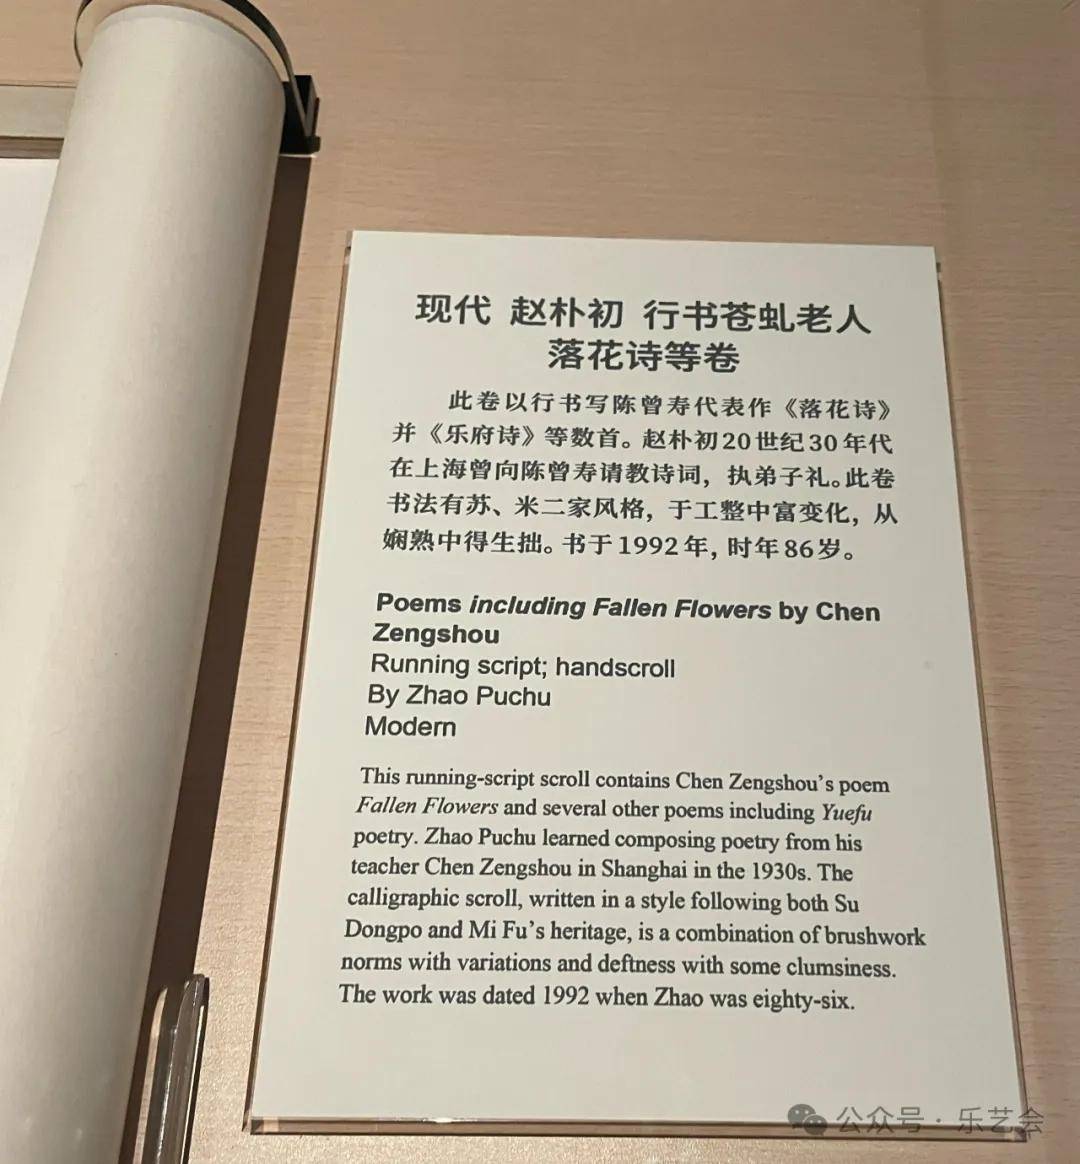 现代 赵朴初 行书苍虬老人
落花诗等卷
此卷以行书写陈曾寿代表作《落花诗》
并《乐府诗》等数首。赵朴初20世纪30年代
在上海曾向陈曾寿请教诗词，执弟子礼。此卷
书法有苏、米二家风格，于工整中富变化，从
娴熟中得生拙。书于1992年，时年86岁。
Poems including Fallen Flowers by Chen
Zengshou
Running script; handscroll
By Zhao Puchu
Modern
This running-script scroll contains Chen Zengshou's poem
Fallen Flowers and several other poems including Yuefu
poetry. Zhao Puchu learned composing poetry from his
teacher Chen Zengshou in Shanghai in the 1930s. The
calligraphic scroll, written in a style following both Su
Dongpo and Mi Fu's heritage, is a combination of brushwork
norms with variations and deftness with some clumsiness.
The work was dated 1992 when Zhao was eighty-six.
公众号·乐艺会